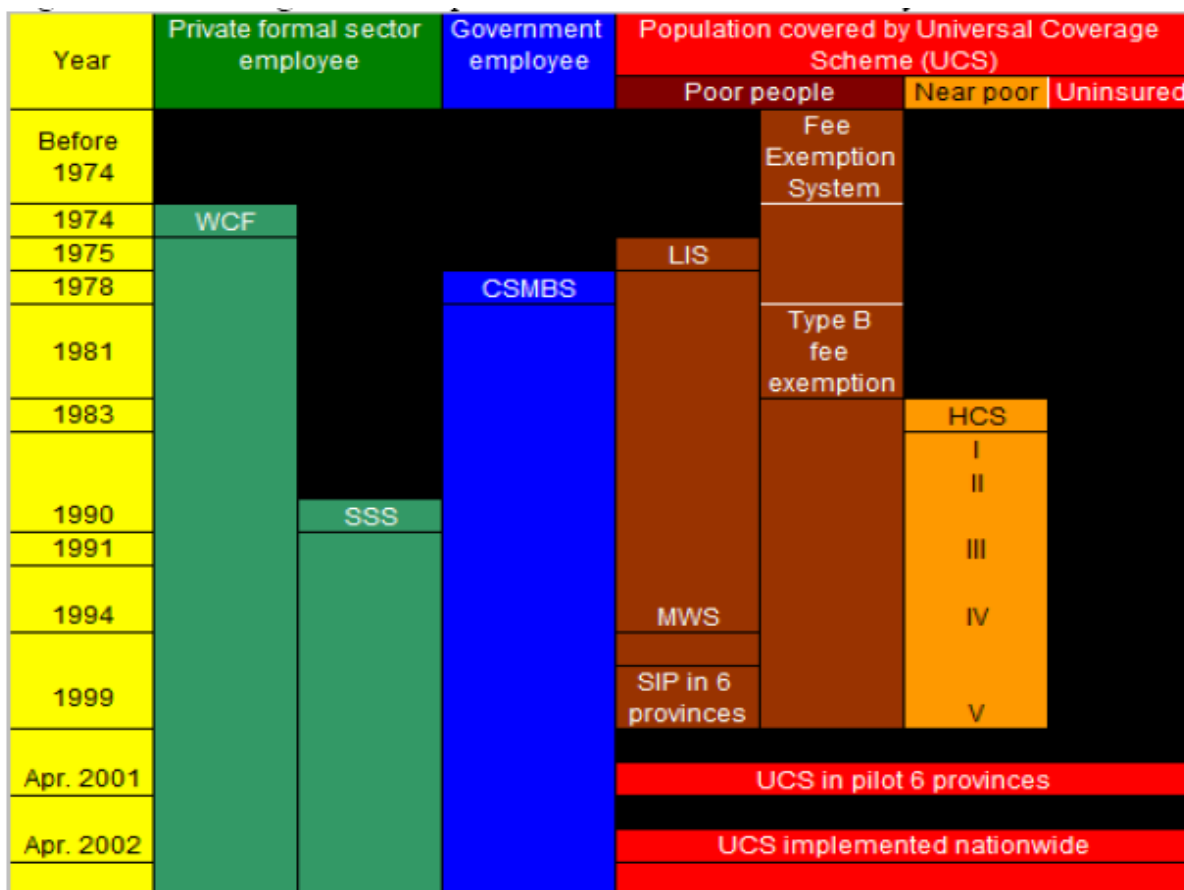 Year
Private formal sector
employee
Government
employee
Population covered by Universal Coverage
Scheme (UCS)
Poor people
Near poor
Uninsured
Before
1974
Fee
Exemption
System
1974
WCF
1975
LIS
1978
CSMBS
1981
Type B
fee
exemption
1983
HCS
I
II
1990
SSS
1991
III
1994
MWS
IV
1999
SIP in 6
provinces
V
Apr. 2001
UCS in pilot 6 provinces
Apr. 2002
UCS implemented nationwide